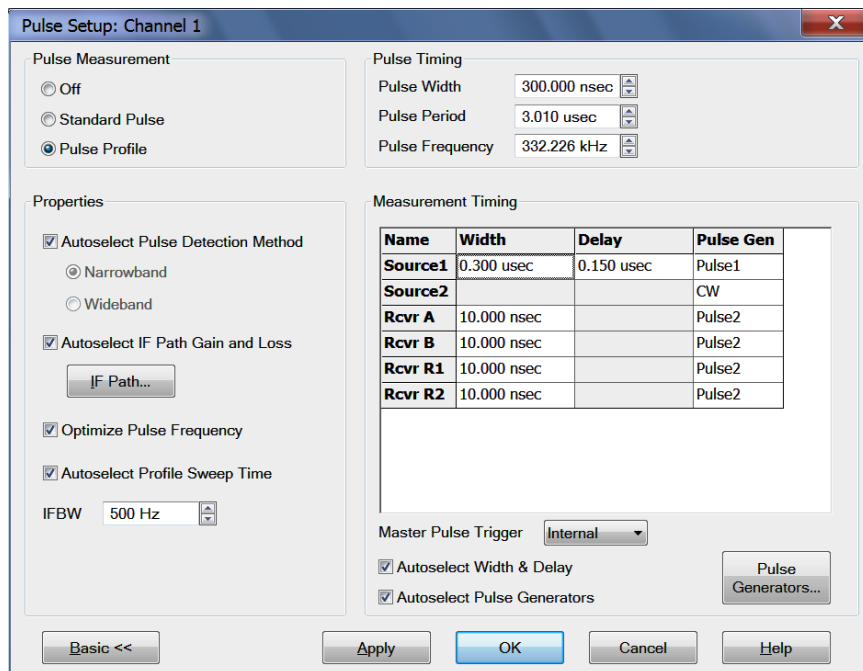 Pulse Setup: Channel 1
Pulse Measurement
Off
Standard Pulse
Pulse Profile
Pulse Timing
Pulse Width 300.000 nsec
Pulse Period 3.010 usec
Pulse Frequency 332.226 kHz
Properties
Autoselect Pulse Detection Method
Narrowband
Wideband
Autoselect IF Path Gain and Loss
IF Path...
Optimize Pulse Frequency
Autoselect Profile Sweep Time
IFBW 500 Hz
Measurement Timing
Name Width Delay Pulse Gen
Source1 0.300 usec 0.150 usec Pulse1
Source2 CW
Rcvr A 10.000 nsec Pulse2
Rcvr B 10.000 nsec Pulse2
Rcvr R1 10.000 nsec Pulse2
Rcvr R2 10.000 nsec Pulse2
Master Pulse Trigger Internal
Autoselect Width & Delay
Autoselect Pulse Generators
Pulse
Generators...
Basic << Apply OK Cancel Help